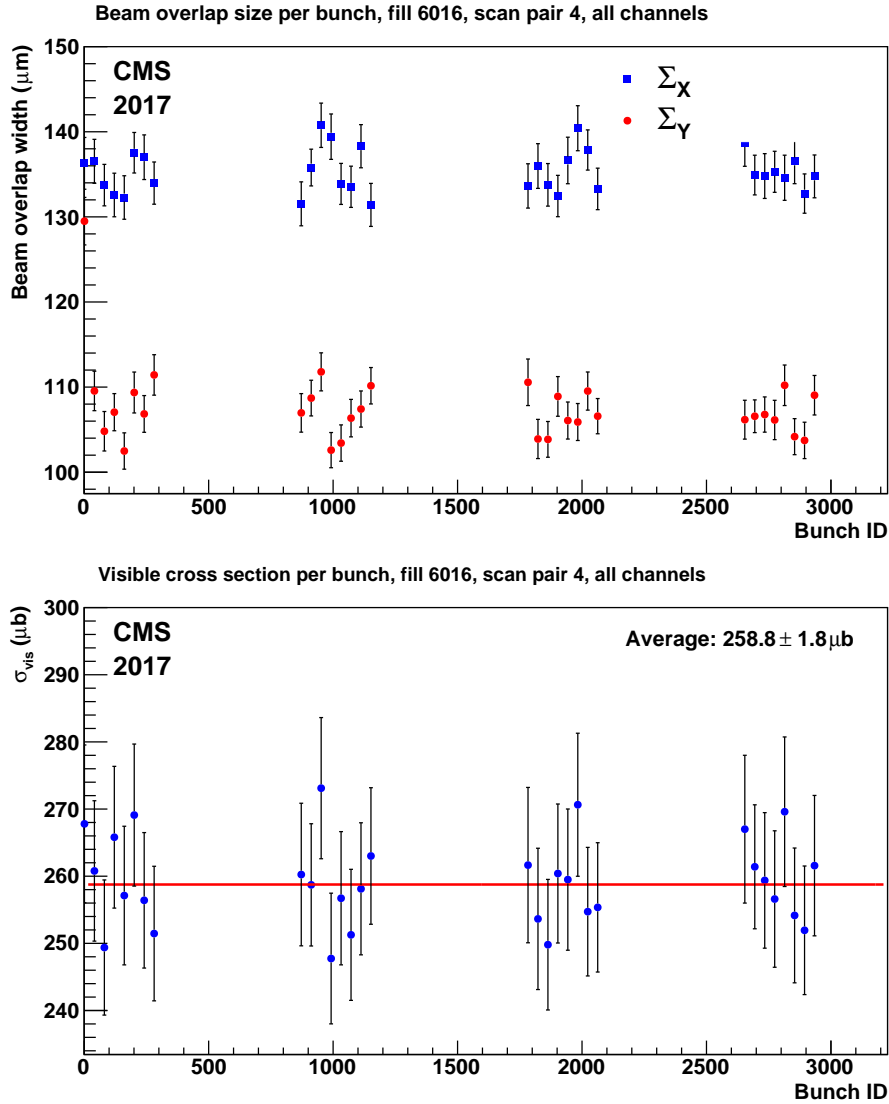 Beam overlap size per bunch, fill 6016, scan pair 4, all channels
Beam overlap width (μm)
150
140
130
120
110
100
CMS
2017
Σ_X
Σ_Y
0 500 1000 1500 2000 2500 3000
Bunch ID
Visible cross section per bunch, fill 6016, scan pair 4, all channels
σ_vis (μb)
300
290
280
270
260
250
240
CMS
2017
Average: 258.8 ± 1.8 μb
0 500 1000 1500 2000 2500 3000
Bunch ID